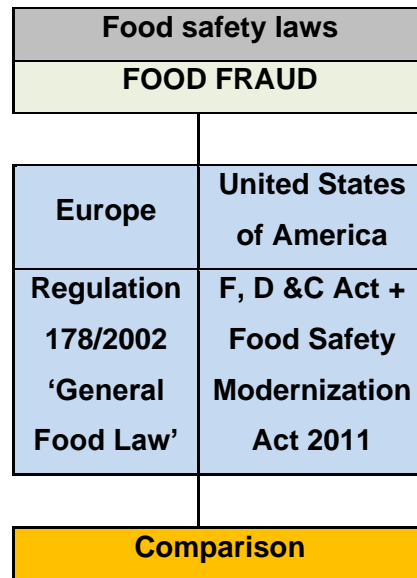 Food safety laws
FOOD FRAUD
Europe
United States
of America
Regulation
178/2002
‘General
Food Law’
F, D &C Act +
Food Safety
Modernization
Act 2011
Comparison